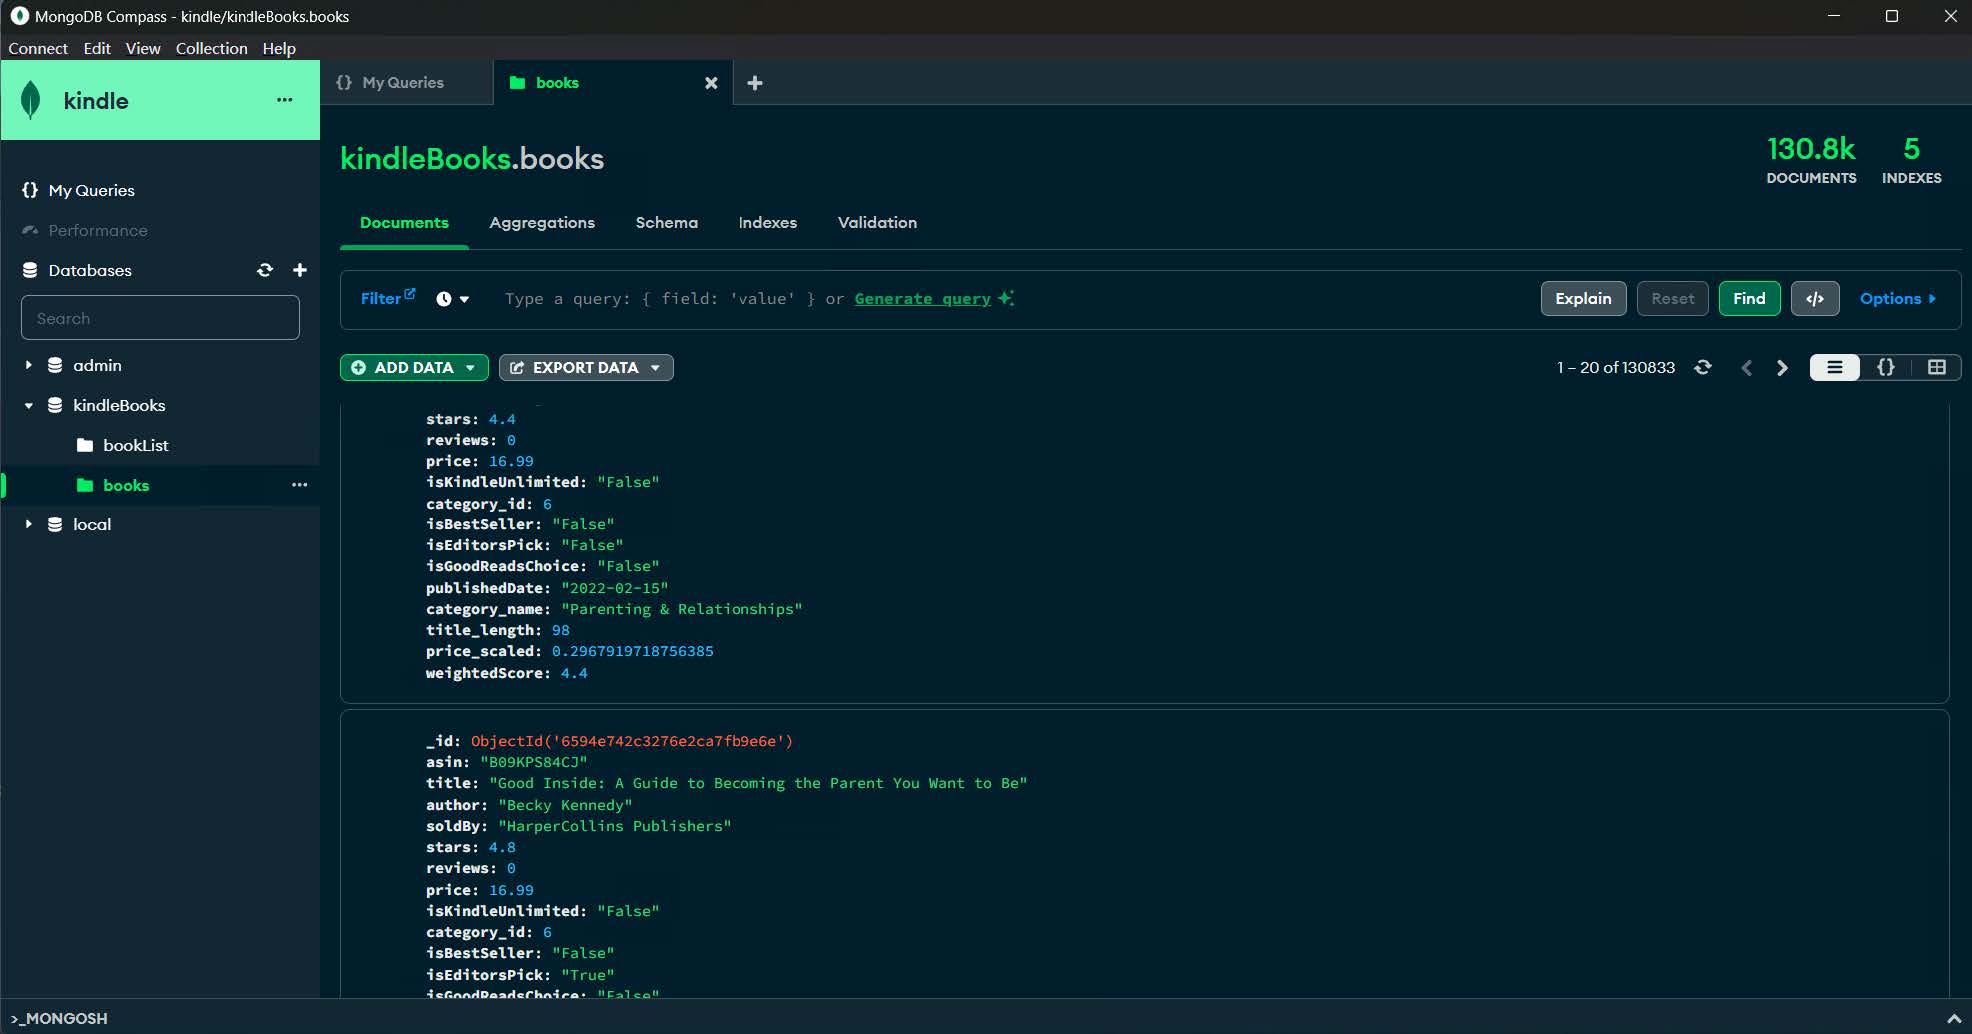 MongoDB Compass - kindle/kindleBooks.books
Connect Edit View Collection Help
kindle ...
{} My Queries
books
kindleBooks.books
130.8k DOCUMENTS
5 INDEXES
{} My Queries
Performance
Databases
Search
admin
kindleBooks
bookList
books ...
local
Documents Aggregations Schema Indexes Validation
Filter Type a query: { field: 'value' } or Generate query Explain Reset Find </> Options
ADD DATA EXPORT DATA 1 – 20 of 130833 {}
stars: 4.4
reviews: 0
price: 16.99
isKindleUnlimited: "False"
category_id: 6
isBestSeller: "False"
isEditorsPick: "False"
isGoodReadsChoice: "False"
publishedDate: "2022-02-15"
category_name: "Parenting & Relationships"
title_length: 98
price_scaled: 0.2967919718756385
weightedScore: 4.4
_id: ObjectId('6594e742c3276e2ca7fb9e6e')
asin: "B09KPS84CJ"
title: "Good Inside: A Guide to Becoming the Parent You Want to Be"
author: "Becky Kennedy"
soldBy: "HarperCollins Publishers"
stars: 4.8
reviews: 0
price: 16.99
isKindleUnlimited: "False"
category_id: 6
isBestSeller: "False"
isEditorsPick: "True"
isGoodReadsChoice: "False"
>_MONGOSH